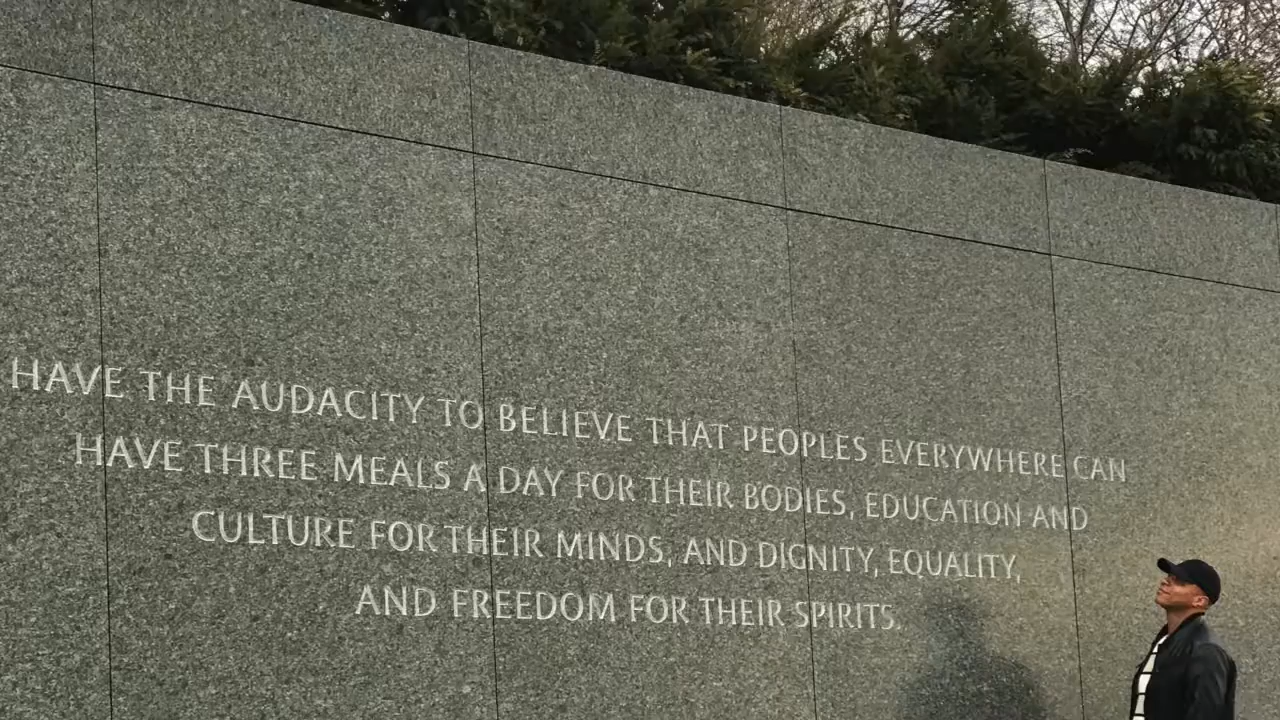 HAVE THE AUDACITY TO BELIEVE THAT PEOPLES EVERYWHERE CAN
HAVE THREE MEALS A DAY FOR THEIR BODIES, EDUCATION AND
CULTURE FOR THEIR MINDS, AND DIGNITY, EQUALITY,
AND FREEDOM FOR THEIR SPIRITS.